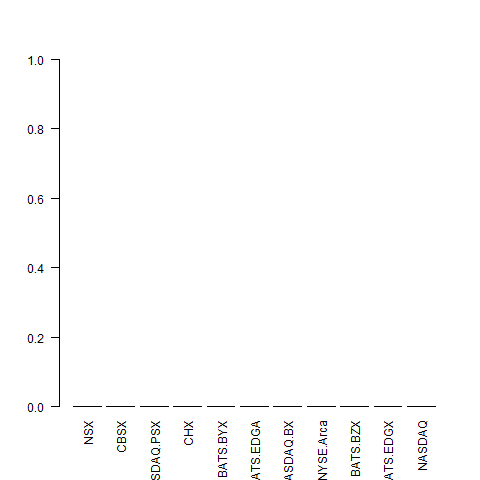 1.0
0.8
0.6
0.4
0.2
0.0
NSX
CBSX
SDAQ.PSX
CHX
BATS.BYX
ATS.EDGA
ASDAQ.BX
NYSE.Arca
BATS.BZX
ATS.EDGX
NASDAQ